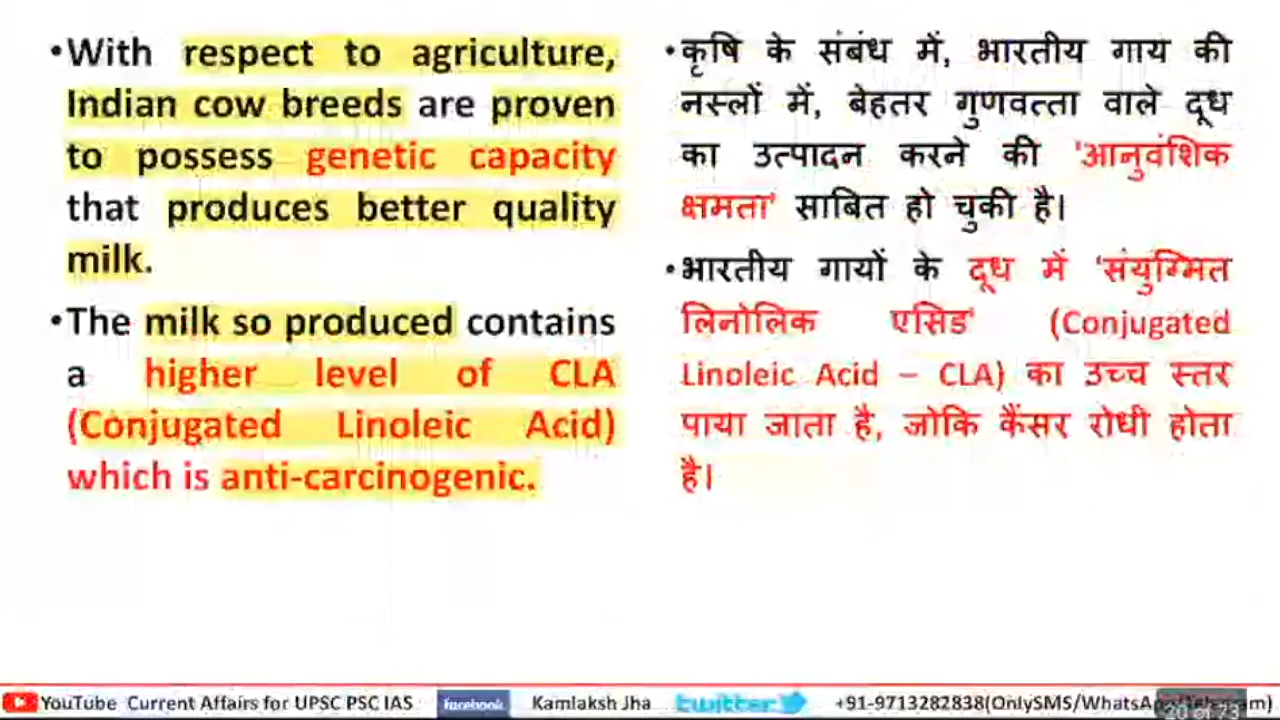 •With respect to agriculture,
Indian cow breeds are proven
to possess genetic capacity
that produces better quality
milk.
•The milk so produced contains
a higher level of CLA
(Conjugated Linoleic Acid)
which is anti-carcinogenic.
•कृषि के संबंध में, भारतीय गाय की
नस्लों में, बेहतर गुणवत्ता वाले दूध
का उत्पादन करने की 'आनुवंशिक
क्षमता' साबित हो चुकी है।
•भारतीय गायों के दूध में 'संयुग्मित
लिनोलिक एसिड' (Conjugated
Linoleic Acid – CLA) का उच्च स्तर
पाया जाता है, जोकि कैंसर रोधी होता
है।
YouTube Current Affairs for UPSC PSC IAS facebook Kamlaksh Jha twitter +91-9713282838(OnlySMS/WhatsApp/Telegram)